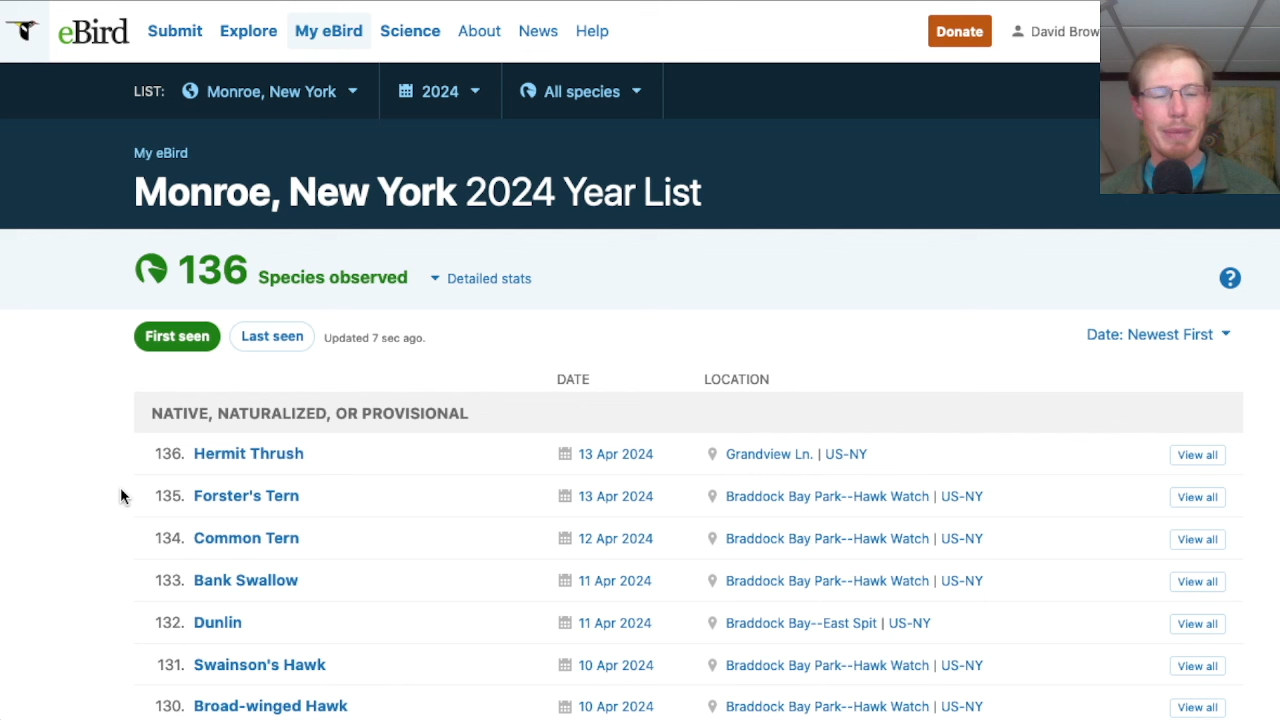 eBird Submit Explore My eBird Science About News Help Donate David Brow
LIST: Monroe, New York 2024 All species
My eBird
Monroe, New York 2024 Year List
136 Species observed Detailed stats ?
First seen Last seen Updated 7 sec ago. Date: Newest First
DATE LOCATION
NATIVE, NATURALIZED, OR PROVISIONAL
136. Hermit Thrush 13 Apr 2024 Grandview Ln. | US-NY View all
135. Forster's Tern 13 Apr 2024 Braddock Bay Park--Hawk Watch | US-NY View all
134. Common Tern 12 Apr 2024 Braddock Bay Park--Hawk Watch | US-NY View all
133. Bank Swallow 11 Apr 2024 Braddock Bay Park--Hawk Watch | US-NY View all
132. Dunlin 11 Apr 2024 Braddock Bay--East Spit | US-NY View all
131. Swainson's Hawk 10 Apr 2024 Braddock Bay Park--Hawk Watch | US-NY View all
130. Broad-winged Hawk 10 Apr 2024 Braddock Bay Park--Hawk Watch | US-NY View all